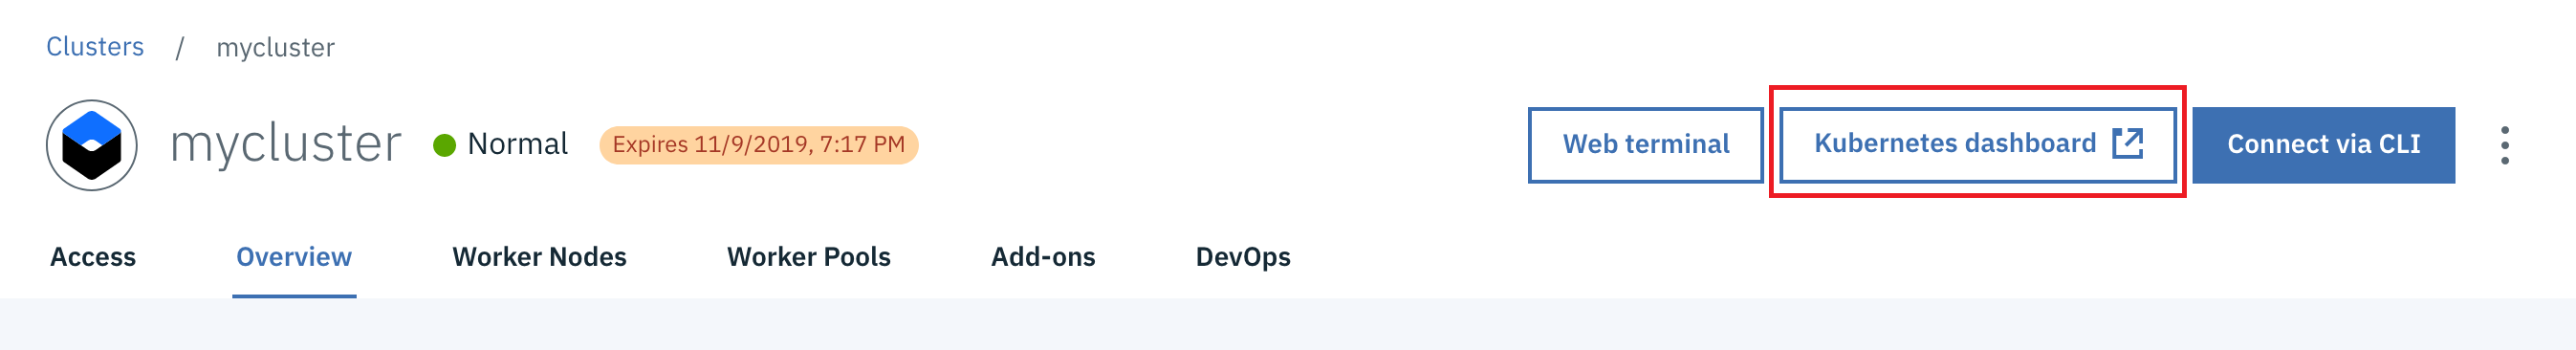 Clusters / mycluster
mycluster Normal Expires 11/9/2019, 7:17 PM Web terminal Kubernetes dashboard Connect via CLI
Access Overview Worker Nodes Worker Pools Add-ons DevOps